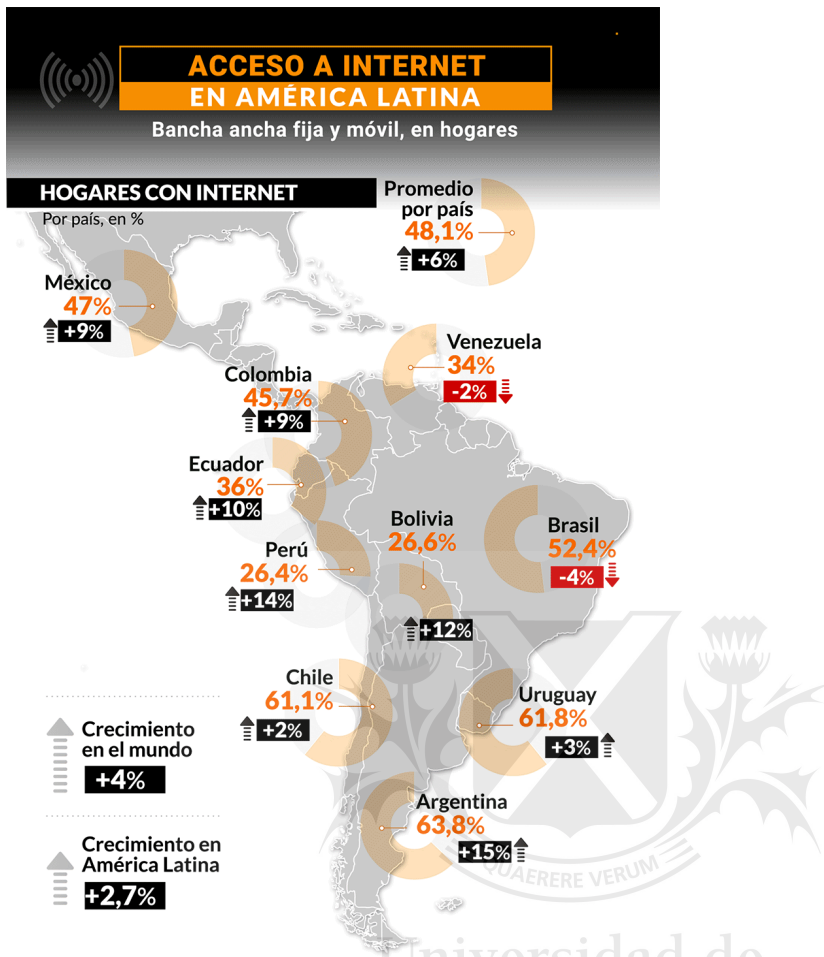 ACCESO A INTERNET
EN AMÉRICA LATINA
Bancha ancha fija y móvil, en hogares
HOGARES CON INTERNET
Por país, en %
Promedio
por país
48,1%
+6%
México
47%
+9%
Venezuela
34%
-2%
Colombia
45,7%
+9%
Ecuador
36%
+10%
Bolivia
26,6%
+12%
Brasil
52,4%
-4%
Perú
26,4%
+14%
Chile
61,1%
+2%
Uruguay
61,8%
+3%
Argentina
63,8%
+15%
Crecimiento
en el mundo
+4%
Crecimiento en
América Latina
+2,7%
QUAERERE VERUM
Universidad de